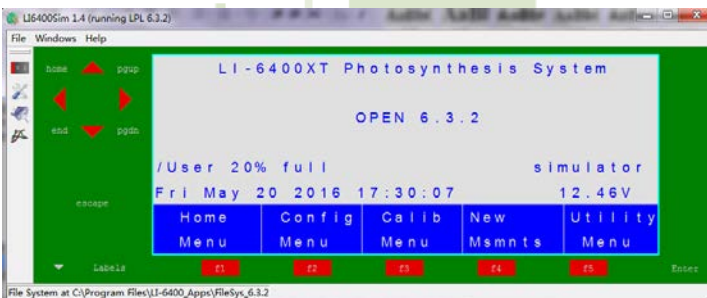 LI6400Sim 1.4 (running LPL 6.3.2)
File Windows Help
home pgup
end pgdn
escape
LI-6400XT Photosynthesis System
OPEN 6.3.2
/User 20% full simulator
Fri May 20 2016 17:30:07 12.46V
Home Menu
Config Menu
Calib Menu
New Msmnts
Utility Menu
Labels f1 f2 f3 f4 f5 Enter
File System at C:\Program Files\LI-6400_Apps\FileSys_6.3.2